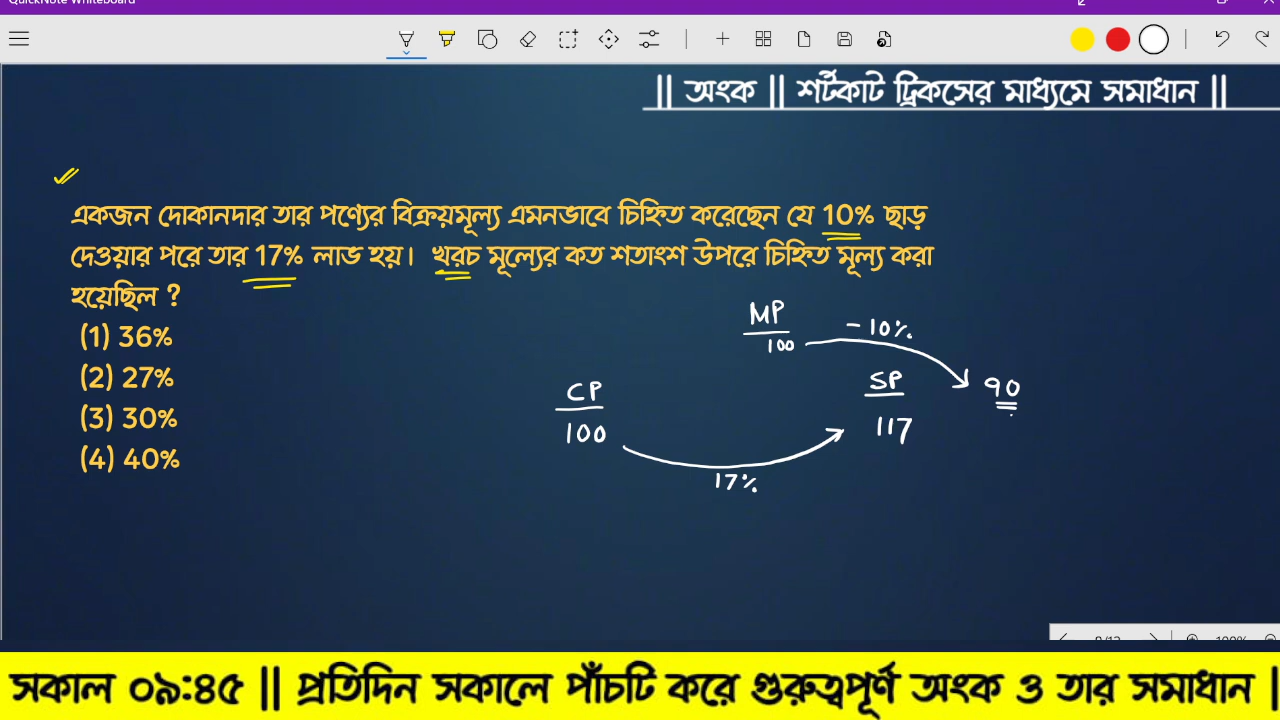 QuickNote Whiteboard
|| অংক || শর্টকাট ট্রিকসের মাধ্যমে সমাধান ||
একজন দোকানদার তার পণ্যের বিক্রয়মূল্য এমনভাবে চিহ্নিত করেছেন যে 10% ছাড়
দেওয়ার পরে তার 17% লাভ হয়। খরচ মূল্যের কত শতাংশ উপরে চিহ্নিত মূল্য করা
হয়েছিল ?
(1) 36%
(2) 27%
(3) 30%
(4) 40%
MP
100
-10%
90
CP
100
SP
117
17%
সকাল ০৯:৪৫ || প্রতিদিন সকালে পাঁচটি করে গুরুত্বপূর্ণ অংক ও তার সমাধান |